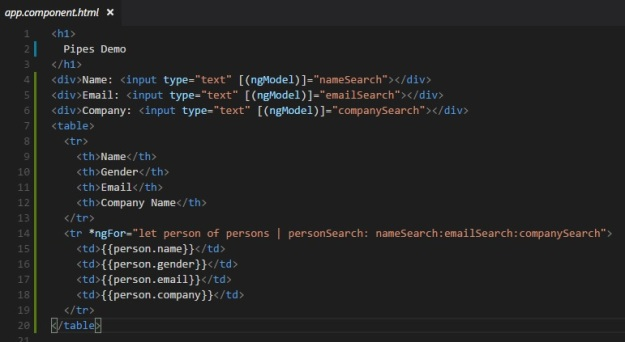 app.component.html ×
1 <h1>
2   Pipes Demo
3 </h1>
4 <div>Name: <input type="text" [(ngModel)]="nameSearch"></div>
5 <div>Email: <input type="text" [(ngModel)]="emailSearch"></div>
6 <div>Company: <input type="text" [(ngModel)]="companySearch"></div>
7 <table>
8   <tr>
9     <th>Name</th>
10     <th>Gender</th>
11     <th>Email</th>
12     <th>Company Name</th>
13   </tr>
14   <tr *ngFor="let person of persons | personSearch: nameSearch:emailSearch:companySearch">
15     <td>{{person.name}}</td>
16     <td>{{person.gender}}</td>
17     <td>{{person.email}}</td>
18     <td>{{person.company}}</td>
19   </tr>
20 </table>
21